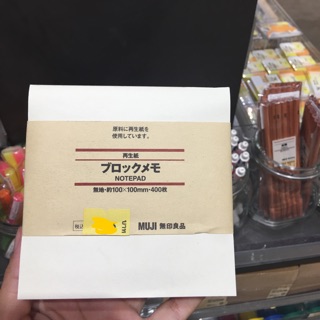 原料に再生紙を
使用しています。
再生紙
ブロックメモ
NOTEPAD
無地・約100×100mm・400枚
税込
MUJI 無印良品